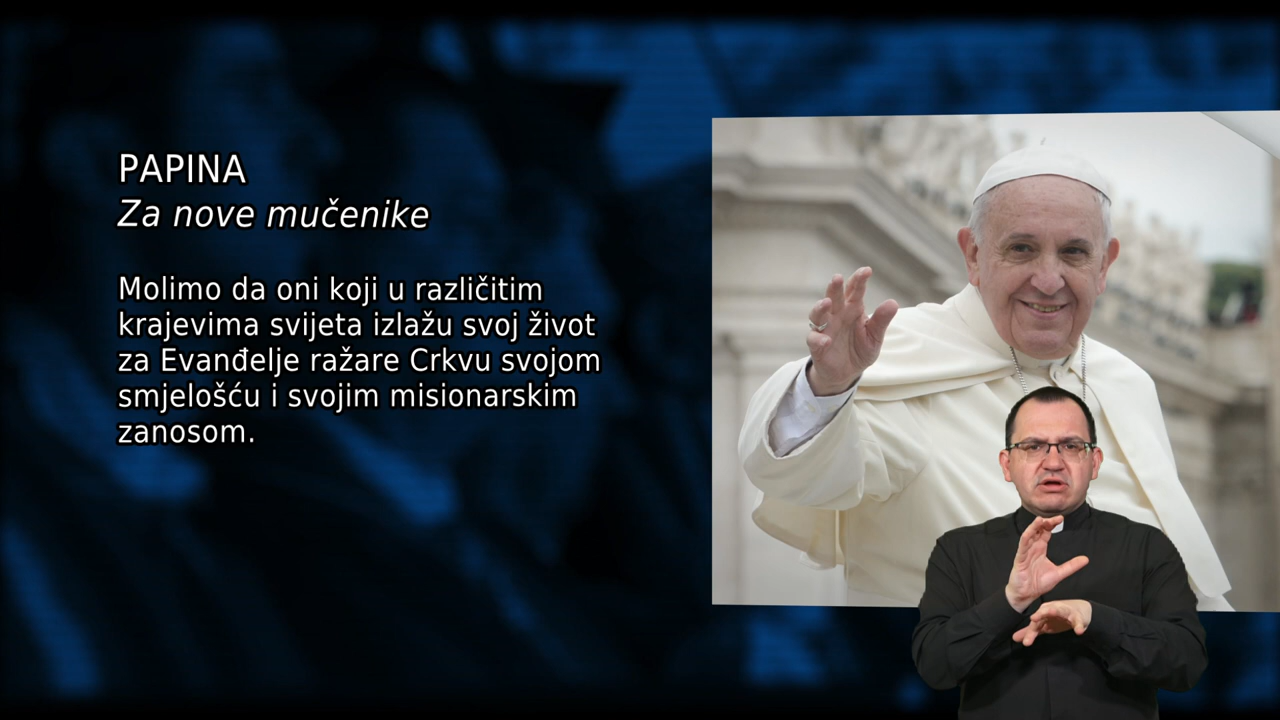 PAPINA
Za nove mučenike
Molimo da oni koji u različitim
krajevima svijeta izlažu svoj život
za Evanđelje ražare Crkvu svojom
smjelošću i svojim misionarskim
zanosom.